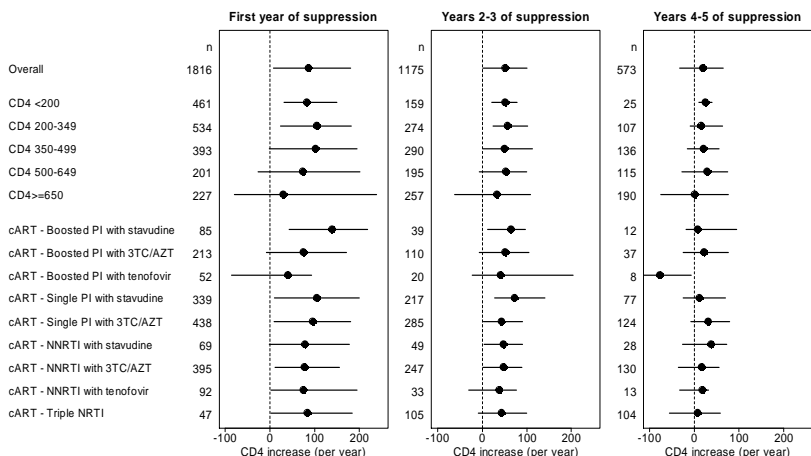 First year of suppression Years 2-3 of suppression Years 4-5 of suppression
n n n
Overall 1816 1175 573
CD4 <200 461 159 25
CD4 200-349 534 274 107
CD4 350-499 393 290 136
CD4 500-649 201 195 115
CD4>=650 227 257 190
cART - Boosted PI with stavudine 85 39 12
cART - Boosted PI with 3TC/AZT 213 110 37
cART - Boosted PI with tenofovir 52 20 8
cART - Single PI with stavudine 339 217 77
cART - Single PI with 3TC/AZT 438 285 124
cART - NNRTI with stavudine 69 49 28
cART - NNRTI with 3TC/AZT 395 247 130
cART - NNRTI with tenofovir 92 33 13
cART - Triple NRTI 47 105 104
-100 0 100 200 -100 0 100 200 -100 0 100 200
CD4 increase (per year) CD4 increase (per year) CD4 increase (per year)